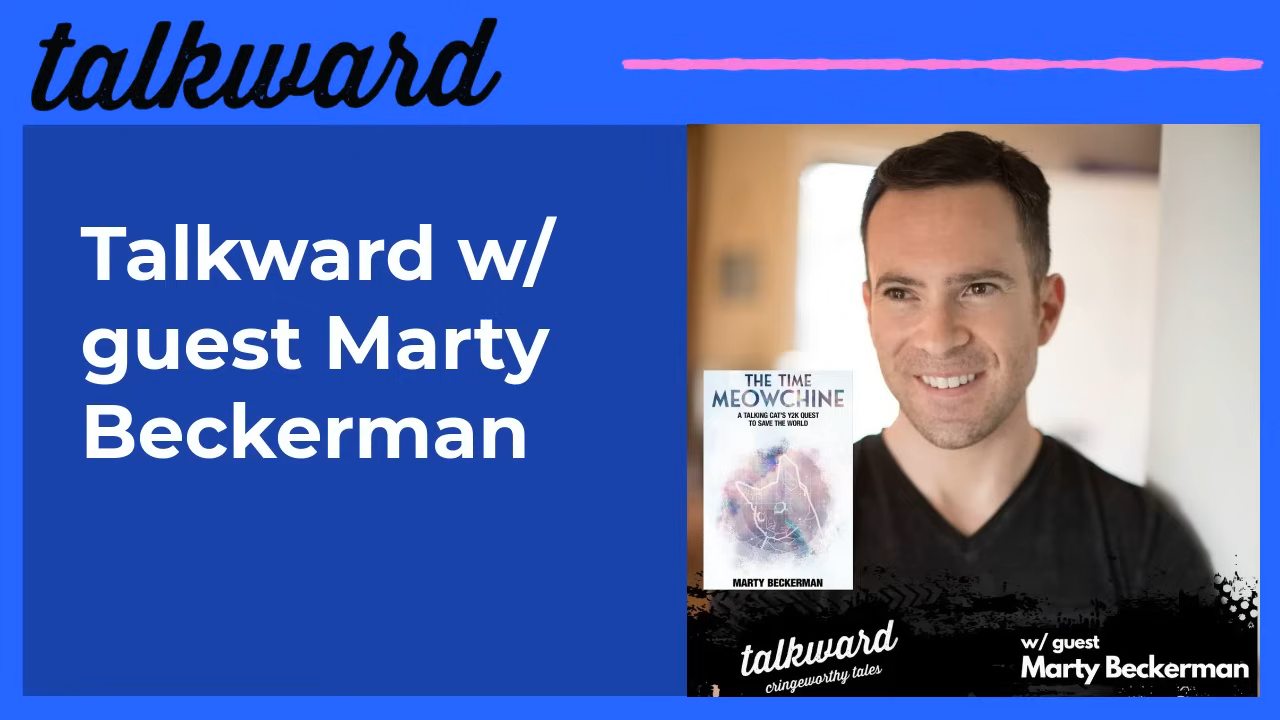 talkward
Talkward w/
guest Marty
Beckerman
THE TIME
MEOWCHINE
A TALKING CAT'S Y2K QUEST
TO SAVE THE WORLD
MARTY BECKERMAN
talkward
cringeworthy tales
w/ guest
Marty Beckerman